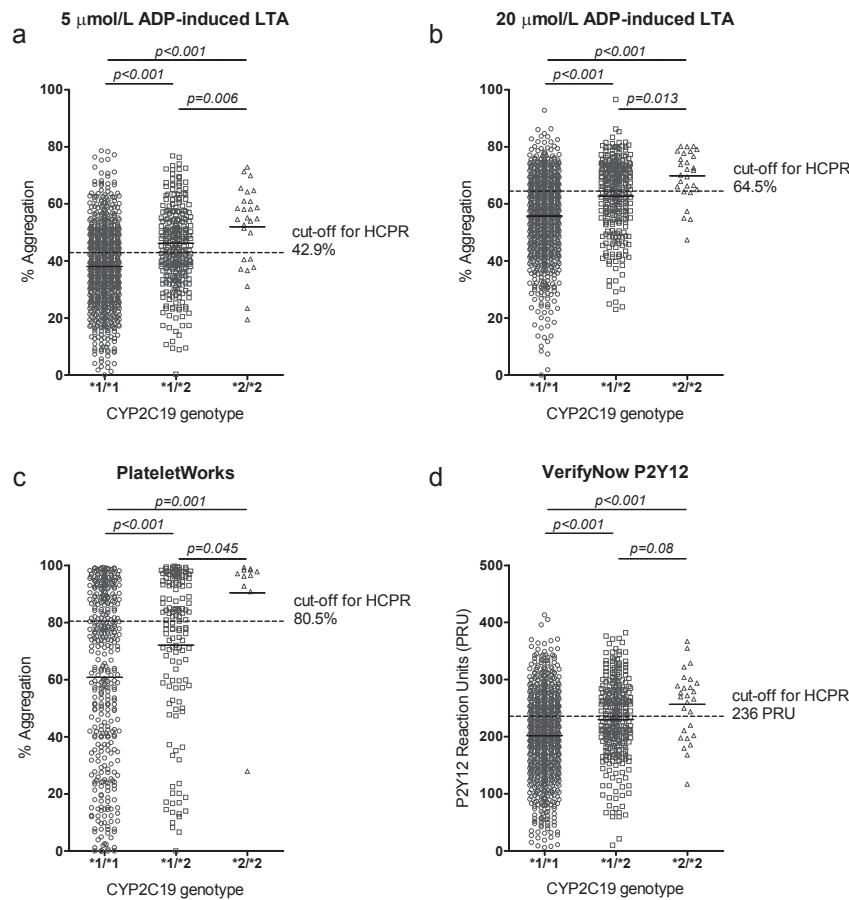 a
5 μmol/L ADP-induced LTA
p<0.001
p<0.001
p=0.006
100
80
60
40
20
0
% Aggregation
cut-off for HCPR
42.9%
*1/*1
*1/*2
*2/*2
CYP2C19 genotype
b
20 μmol/L ADP-induced LTA
p<0.001
p<0.001
p=0.013
100
80
60
40
20
0
% Aggregation
cut-off for HCPR
64.5%
*1/*1
*1/*2
*2/*2
CYP2C19 genotype
c
PlateletWorks
p=0.001
p<0.001
p=0.045
100
80
60
40
20
0
% Aggregation
cut-off for HCPR
80.5%
*1/*1
*1/*2
*2/*2
CYP2C19 genotype
d
VerifyNow P2Y12
p<0.001
p<0.001
p=0.08
500
400
300
200
100
0
P2Y12 Reaction Units (PRU)
cut-off for HCPR
236 PRU
*1/*1
*1/*2
*2/*2
CYP2C19 genotype